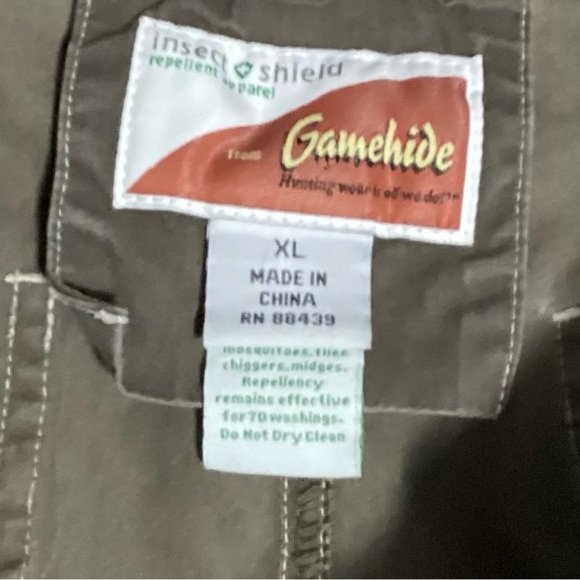 insect shield
repellent apparel
from Gamehide
Hunting wear is all we do!™
XL
MADE IN
CHINA
RN 88439
mosquitoes, flies
chiggers, midges.
Repellency
remains effective
for 70 washings.
Do Not Dry Clean